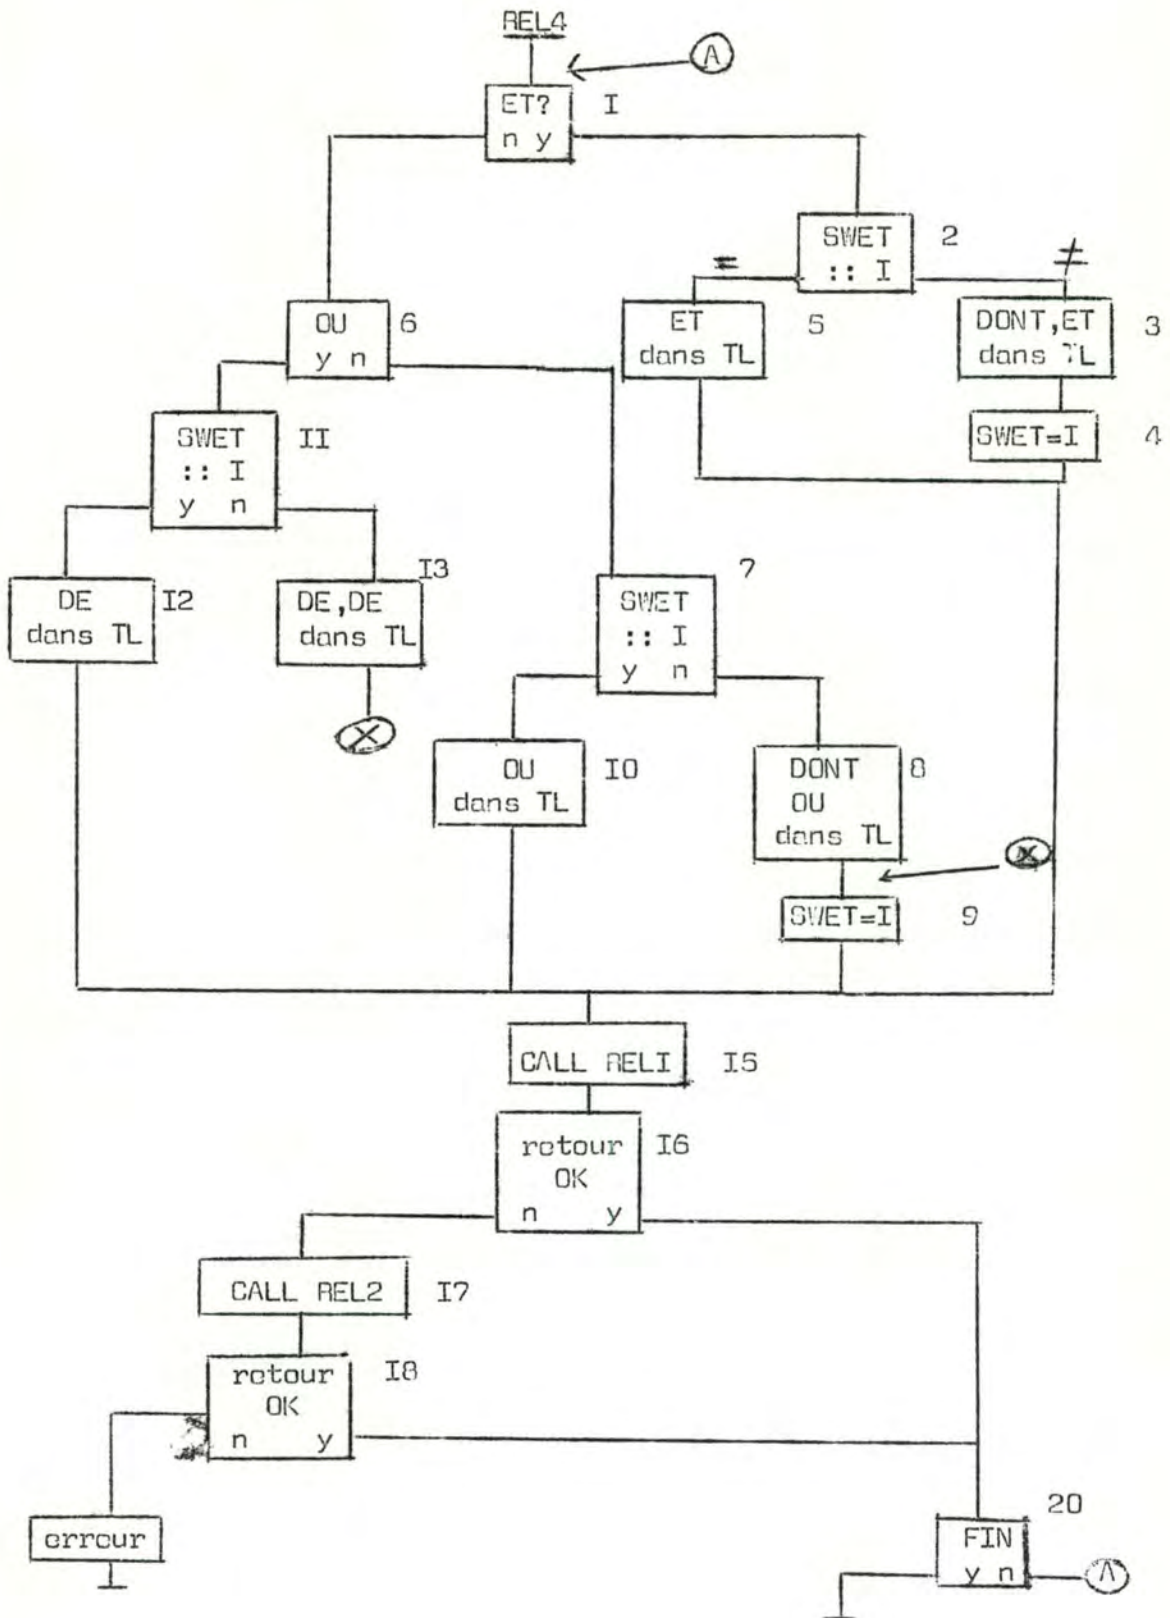 REL4
A
ET? I
n y
SWET 2
:: I
= ≠
OU 6
y n
ET 5
dans TL
DONT,ET 3
dans TL
SWET=I 4
SWET II
:: I
y n
DE I2
dans TL
DE,DE I3
dans TL
X
SWET 7
:: I
y n
OU I0
dans TL
DONT 8
OU
dans TL
X
SWET=I 9
CALL RELI I5
retour I6
OK
n y
CALL REL2 I7
retour I8
OK
n y
erreur
FIN 20
y n
A